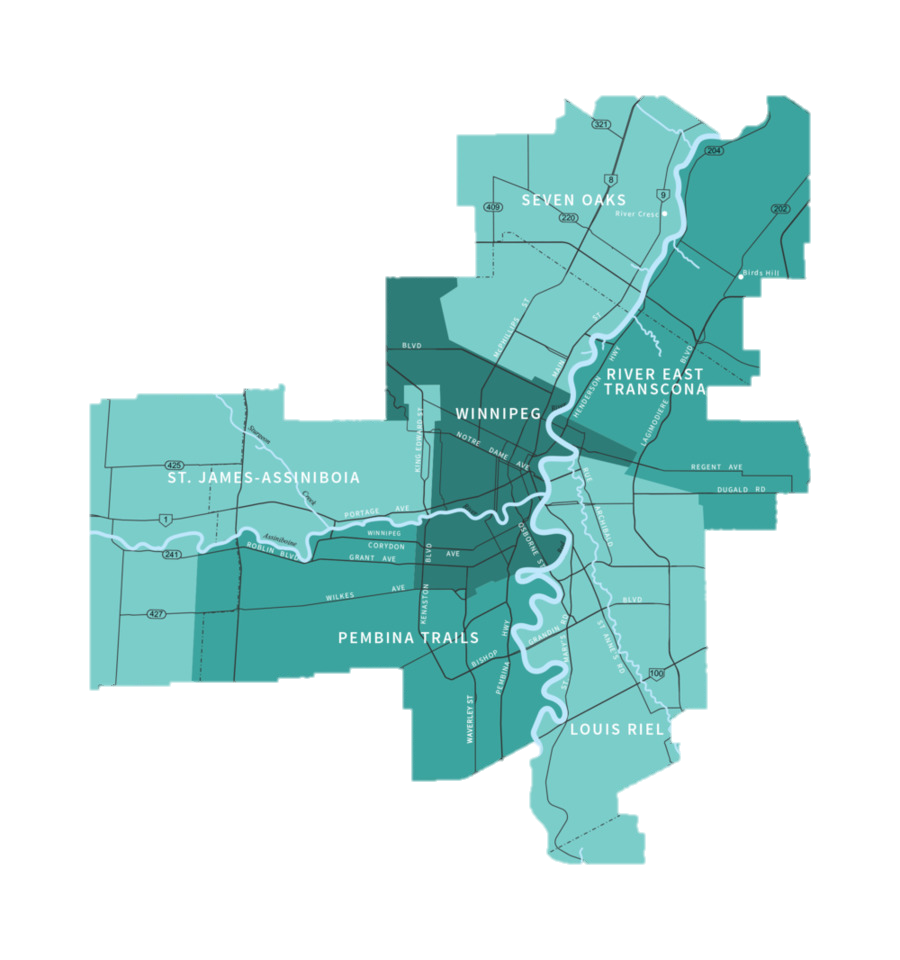 321
204
8
9
SEVEN OAKS
409
220
River Cresc
202
Birds Hill
McPHILLIPS ST
MAIN ST
BLVD
HENDERSON HWY
LAGIMODIERE BLVD
RIVER EAST
TRANSCONA
WINNIPEG
KING EDWARD ST
NOTRE DAME AVE
Sturgeon
Creek
425
ST. JAMES-ASSINIBOIA
REGENT AVE
DUGALD RD
1
PORTAGE AVE
WINNIPEG
CORYDON AVE
GRANT AVE
Assiniboine
ROBLIN BLVD
241
OSBORNE ST
ARCHIBALD
427
WILKES AVE
KENASTON BLVD
BLVD
PEMBINA TRAILS
BISHOP GRANDIN RD
PEMBINA HWY
ST MARY'S RD
ST ANNE'S RD
100
WAVERLEY ST
LOUIS RIEL